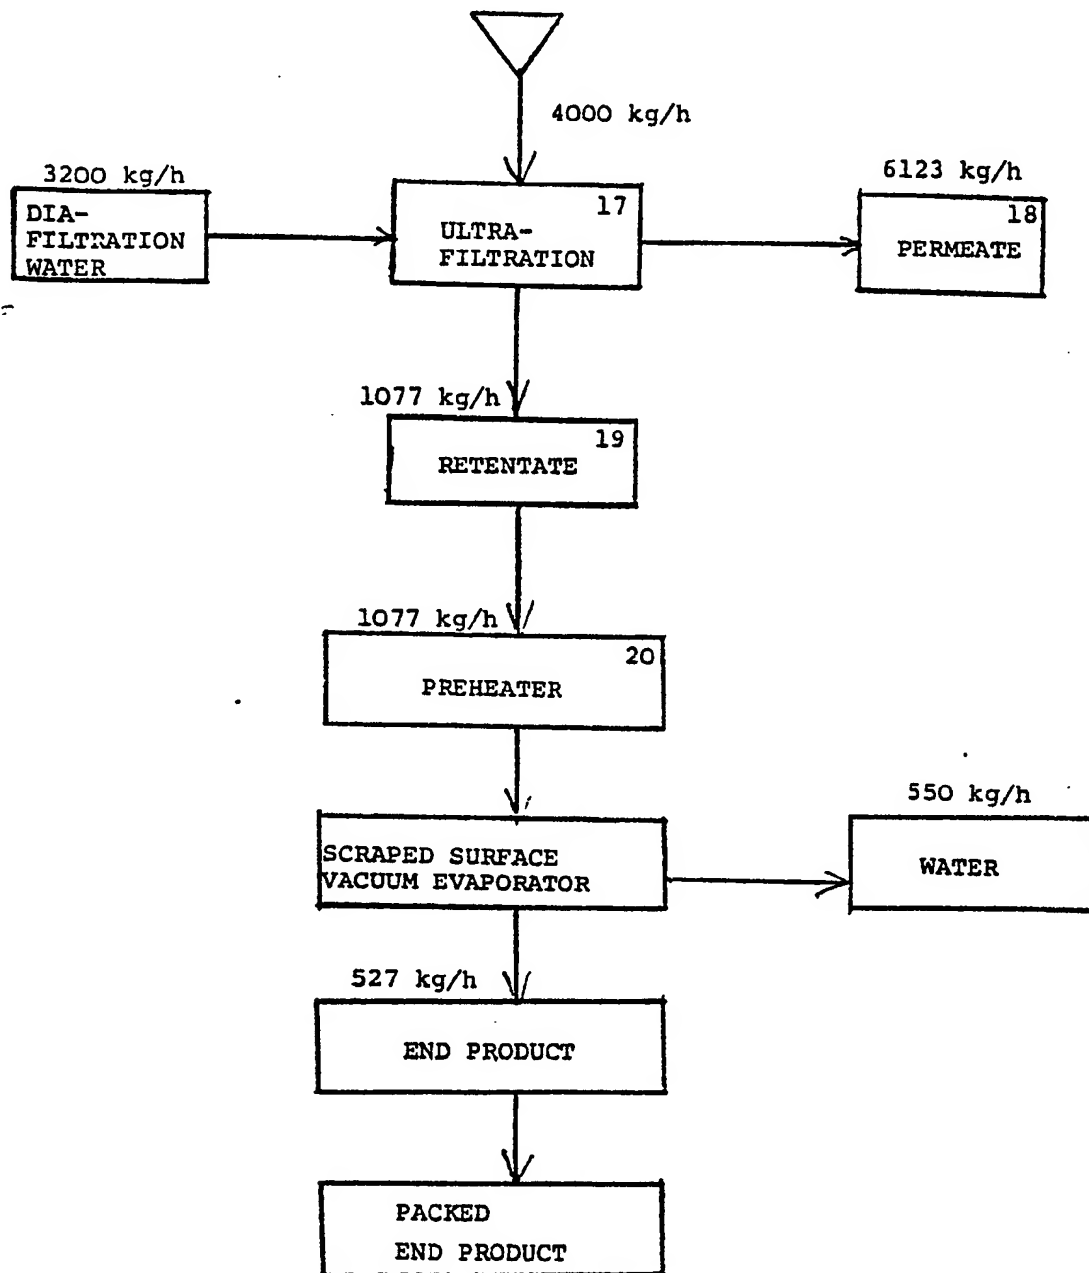 4000 kg/h
3200 kg/h
6123 kg/h
DIA-
FILTRATION
WATER
17
ULTRA-
FILTRATION
18
PERMEATE
1077 kg/h
19
RETENTATE
1077 kg/h
20
PREHEATER
550 kg/h
SCRAPED SURFACE
VACUUM EVAPORATOR
WATER
527 kg/h
END PRODUCT
PACKED
END PRODUCT